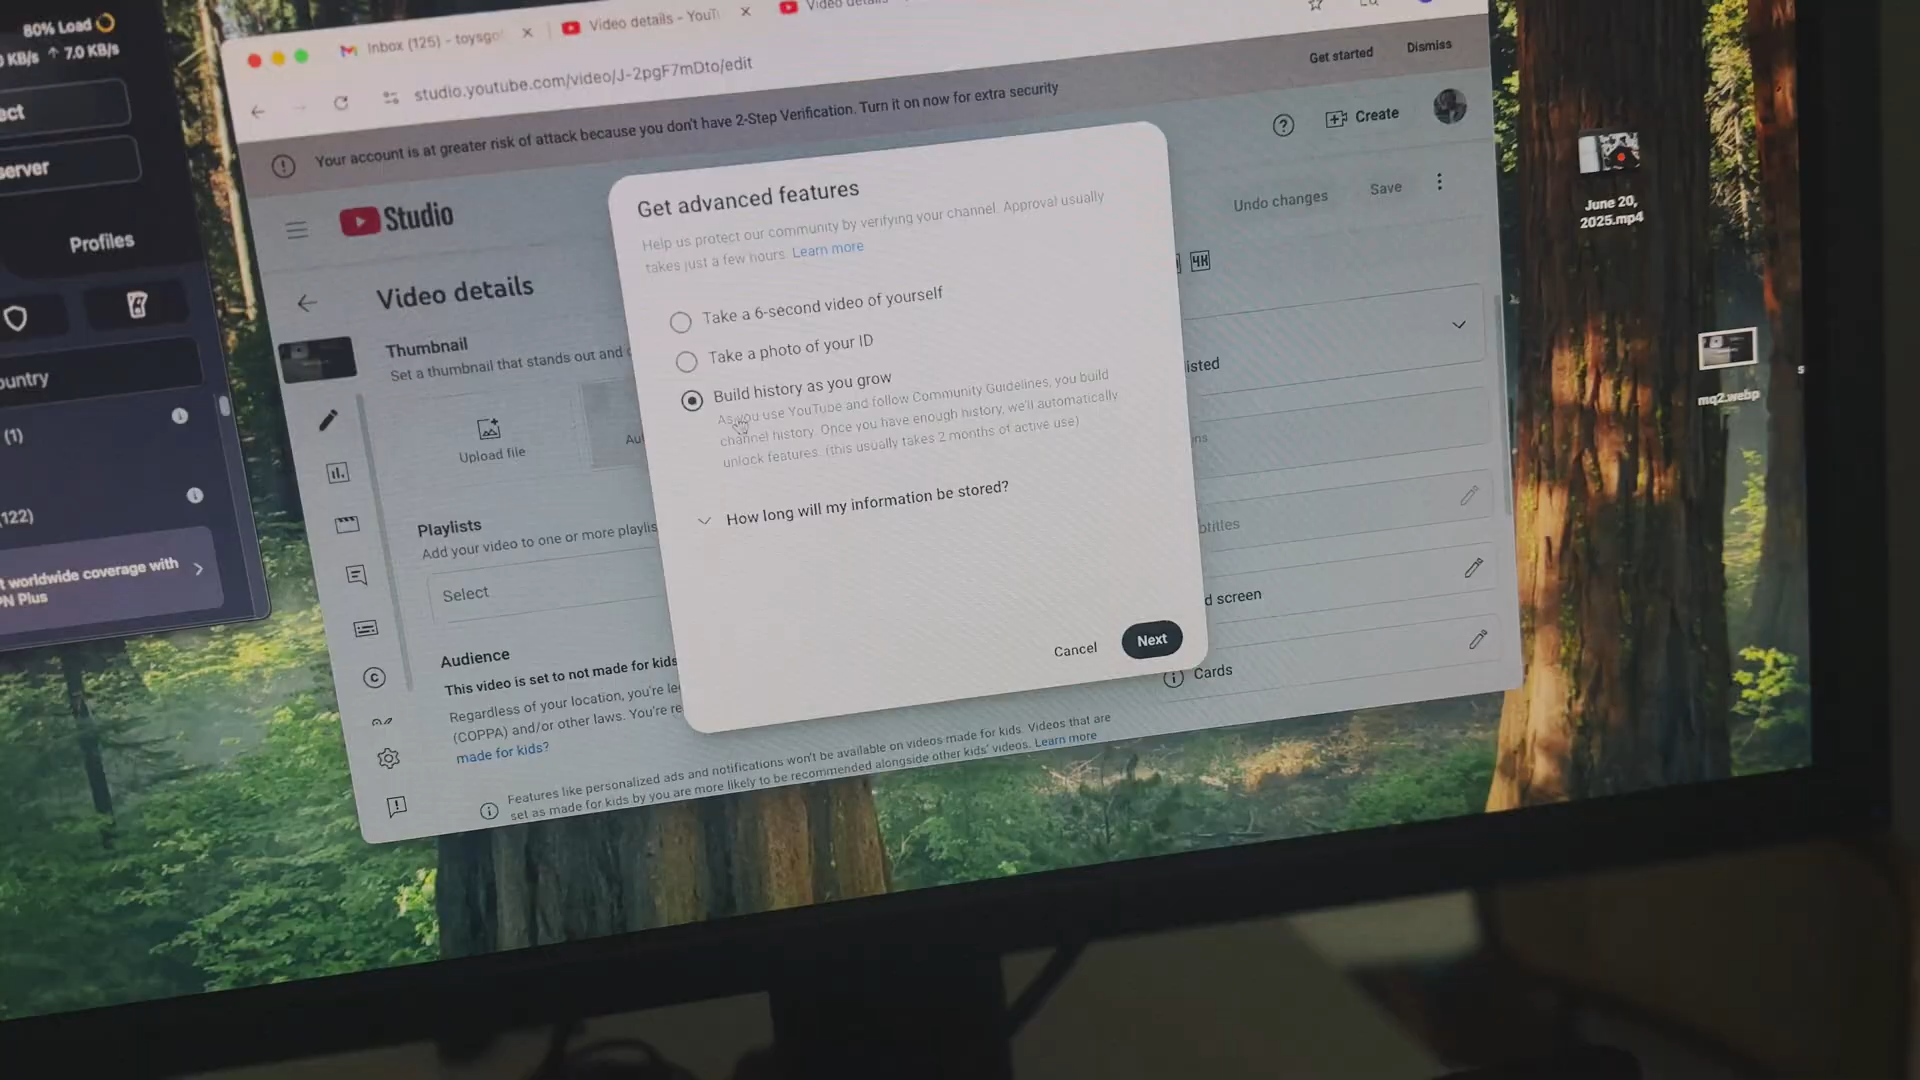 80% Load
KB/s ↑ 7.0 KB/s
server
Profiles
(1)
122)
worldwide coverage with
Plus
Inbox (125) - toysgo
Video details - YouT
studio.youtube.com/video/J-2pgF7mDto/edit
Your account is at greater risk of attack because you don't have 2-Step Verification. Turn it on now for extra security
Get started
Dismiss
Studio
Create
Undo changes
Save
Video details
Thumbnail
Set a thumbnail that stands out and
Upload file
Playlists
Add your video to one or more playlis
Select
Audience
This video is set to not made for kids
Regardless of your location, you're le
(COPPA) and/or other laws. You're re
made for kids?
Features like personalized ads and notifications won't be available on videos made for kids. Videos that are
set as made for kids by you are more likely to be recommended alongside other kids' videos. Learn more
Get advanced features
Help us protect our community by verifying your channel. Approval usually
takes just a few hours. Learn more
Take a 6-second video of yourself
Take a photo of your ID
Build history as you grow
As you use YouTube and follow Community Guidelines, you build
channel history. Once you have enough history, we'll automatically
unlock features. (this usually takes 2 months of active use)
How long will my information be stored?
Cancel
Next
4K
isted
btitles
d screen
Cards
June 20,
2025.mp4
mq2.webp